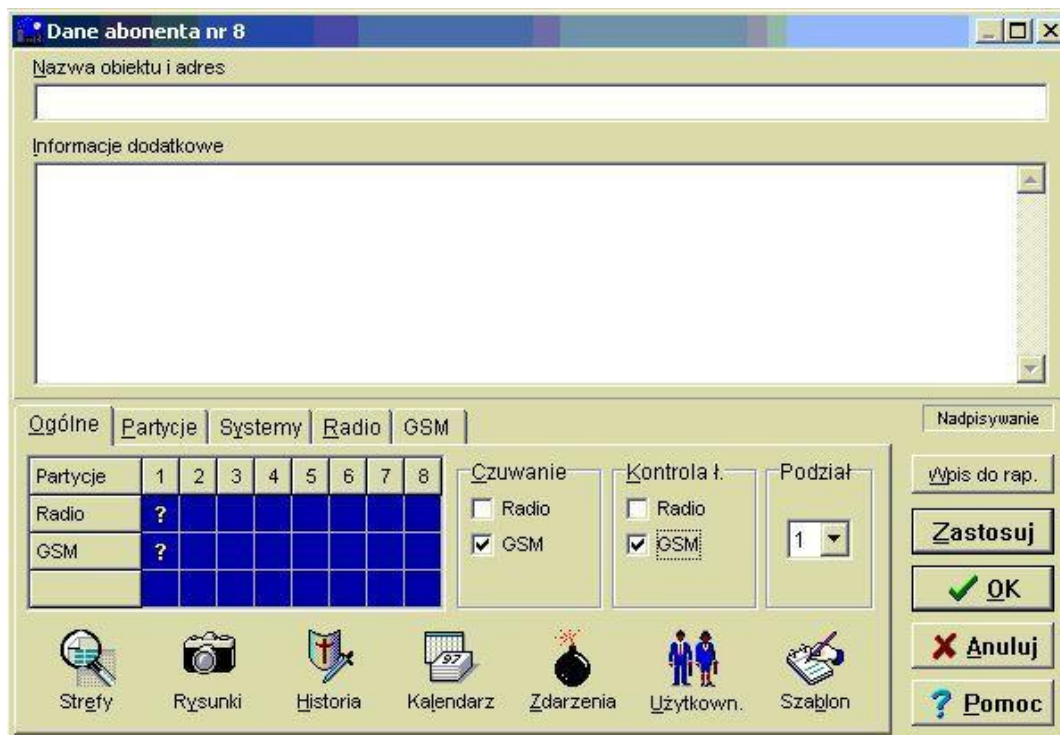 Dane abonenta nr 8
Nazwa obiektu i adres
Informacje dodatkowe
Ogólne Partycje Systemy Radio GSM
Nadpisywanie
Partycje 1 2 3 4 5 6 7 8
Radio ?
GSM ?
Czuwanie
Radio
GSM
Kontrola ł.
Radio
GSM
Podział
1
Wpis do rap.
Zastosuj
OK
Anuluj
Pomoc
97
Strefy Rysunki Historia Kalendarz Zdarzenia Użytkown. Szablon